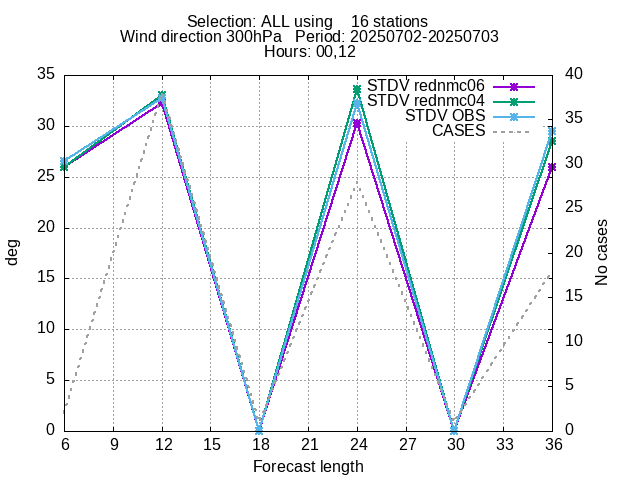 Selection: ALL using 16 stations
Wind direction 300hPa Period: 20250702-20250703
Hours: 00,12
STDV rednmc06
STDV rednmc04
STDV OBS
CASES
deg
35
30
25
20
15
10
5
0
40
35
30
25
20
15
10
5
0
No cases
6 9 12 15 18 21 24 27 30 33 36
Forecast length